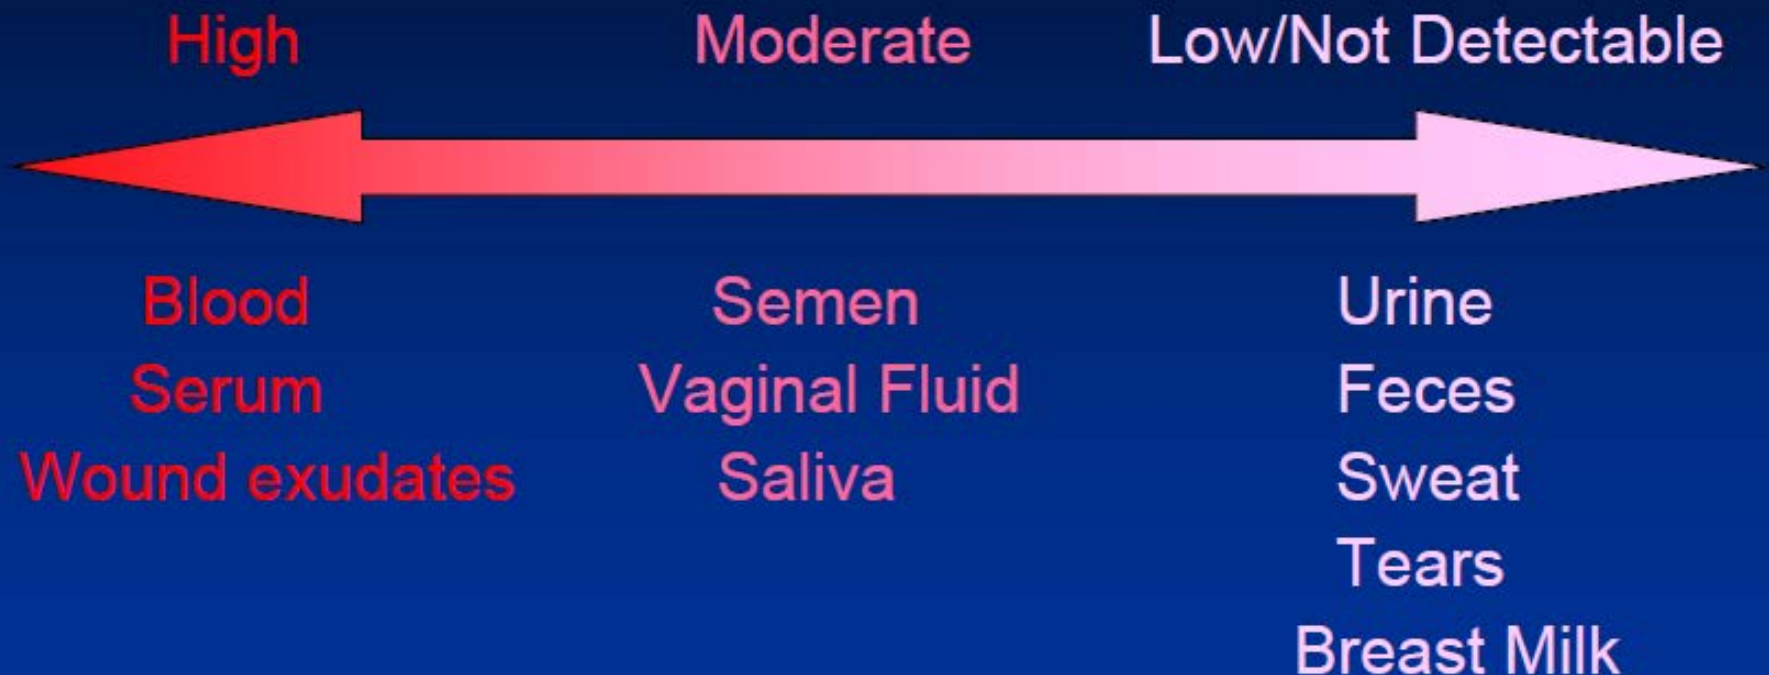 High Moderate Low/Not Detectable
Blood Semen Urine
Serum Vaginal Fluid Feces
Wound exudates Saliva Sweat
Tears
Breast Milk